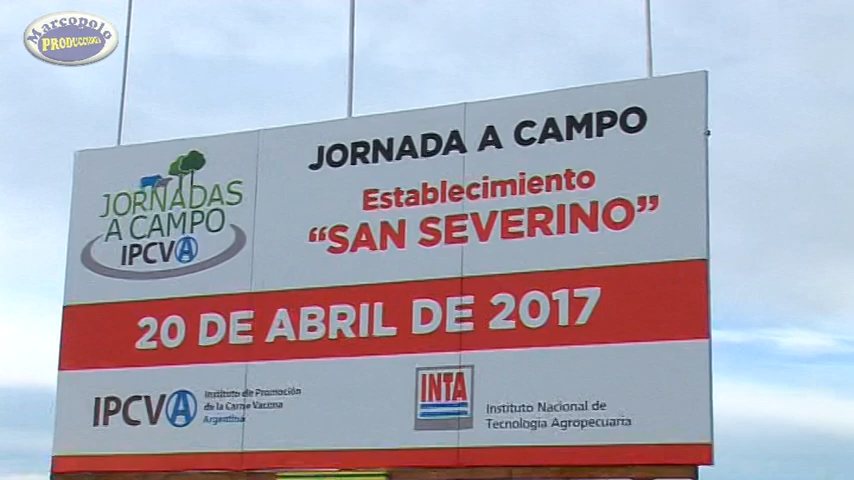 Marcopolo
PRODUCCIONES
JORNADA A CAMPO
Establecimiento
“SAN SEVERINO”
JORNADAS
A CAMPO
IPCVA
20 DE ABRIL DE 2017
IPCVA
Instituto de Promoción
de la Carne Vacuna
Argentina
INTA
Instituto Nacional de
Tecnología Agropecuaria